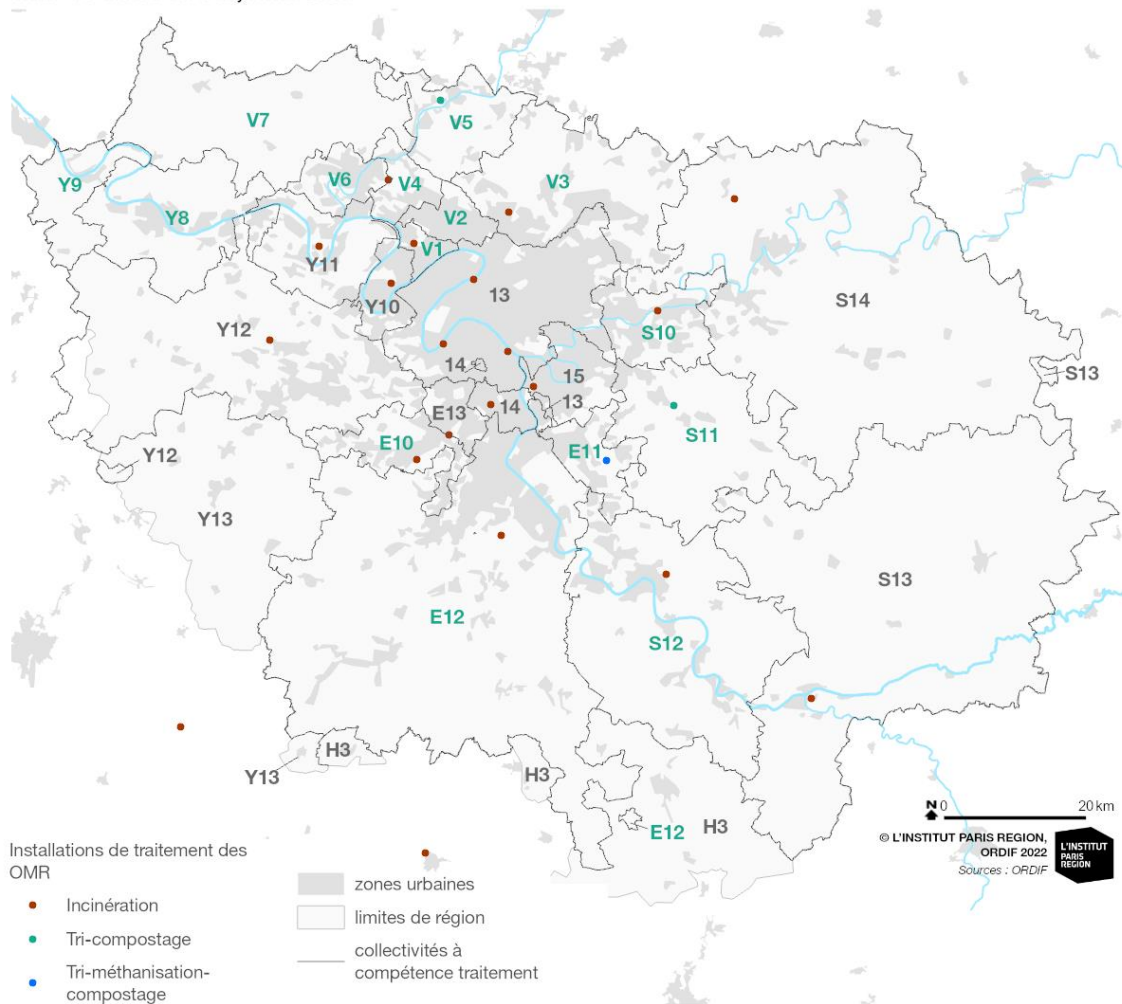 V7
V5
Y9
V6
V4
V3
Y8
V2
V1
Y11
Y10
13
S10
S14
Y12
14
15
S13
E13
14
13
S11
E10
E11
Y12
Y13
S13
E12
S12
H3
Y13
H3
E12
H3
N 0 20 km
© L'INSTITUT PARIS REGION,
ORDIF 2022
Sources : ORDIF
L'INSTITUT
PARIS
REGION
Installations de traitement des
OMR
Incinération
Tri-compostage
Tri-méthanisation-
compostage
zones urbaines
limites de région
collectivités à
compétence traitement